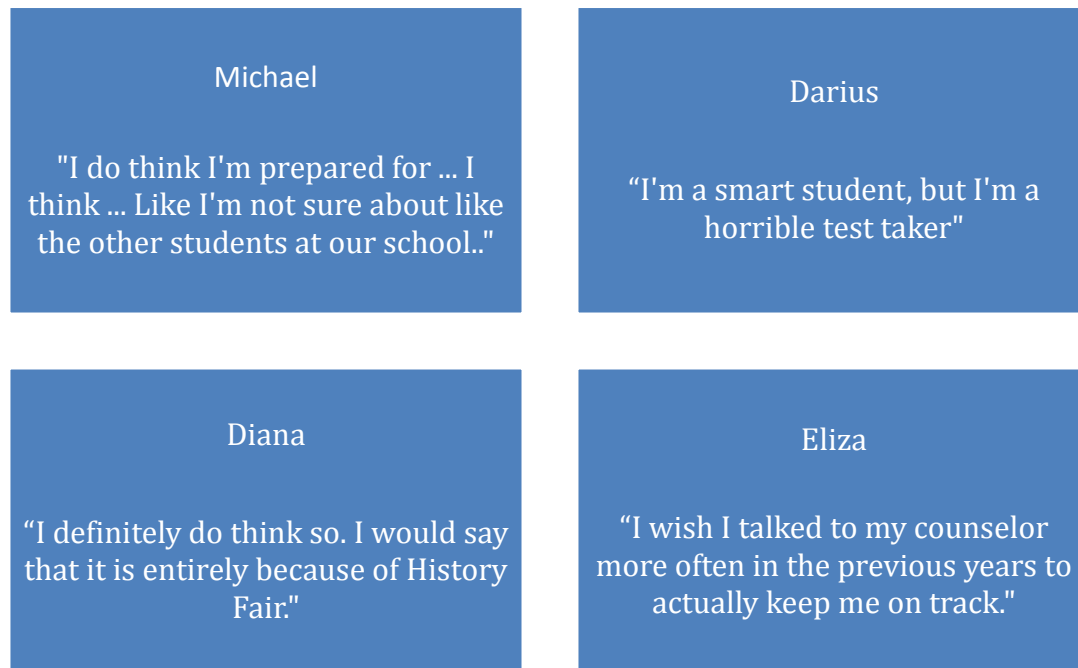 Michael
"I do think I'm prepared for ... I
think ... Like I'm not sure about like
the other students at our school.."
Darius
“I'm a smart student, but I'm a
horrible test taker"
Diana
“I definitely do think so. I would say
that it is entirely because of History
Fair."
Eliza
“I wish I talked to my counselor
more often in the previous years to
actually keep me on track."